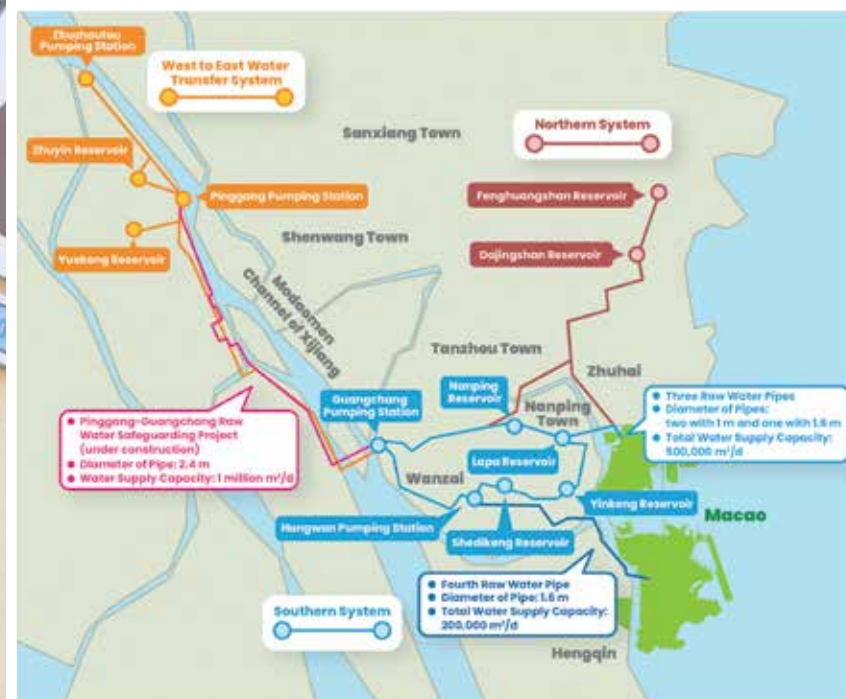 Zhuzhoutou
Pumping Station
West to East Water
Transfer System
Sanxiang Town
Northern System
Zhuyin Reservoir
Pinggang Pumping Station
Fenghuangshan Reservoir
Yuekeng Reservoir
Shenwang Town
Dajingshan Reservoir
Modaomen
Channel of Xijiang
Tanzhou Town
Zhuhai
Guangchang
Pumping Station
Nanping
Reservoir
Nanping
Town
Three Raw Water Pipes
Diameter of Pipes:
two with 1 m and one with 1.6 m
Total Water Supply Capacity:
500,000 m³/d
Pinggang-Guangchang Raw
Water Safeguarding Project
(under construction)
Diameter of Pipe: 2.4 m
Water Supply Capacity: 1 million m³/d
Lapa Reservoir
Wanzai
Yinkeng Reservoir
Macao
Hongwan Pumping Station
Shedikeng Reservoir
Fourth Raw Water Pipe
Diameter of Pipe: 1.6 m
Total Water Supply Capacity:
200,000 m³/d
Southern System
Hengqin